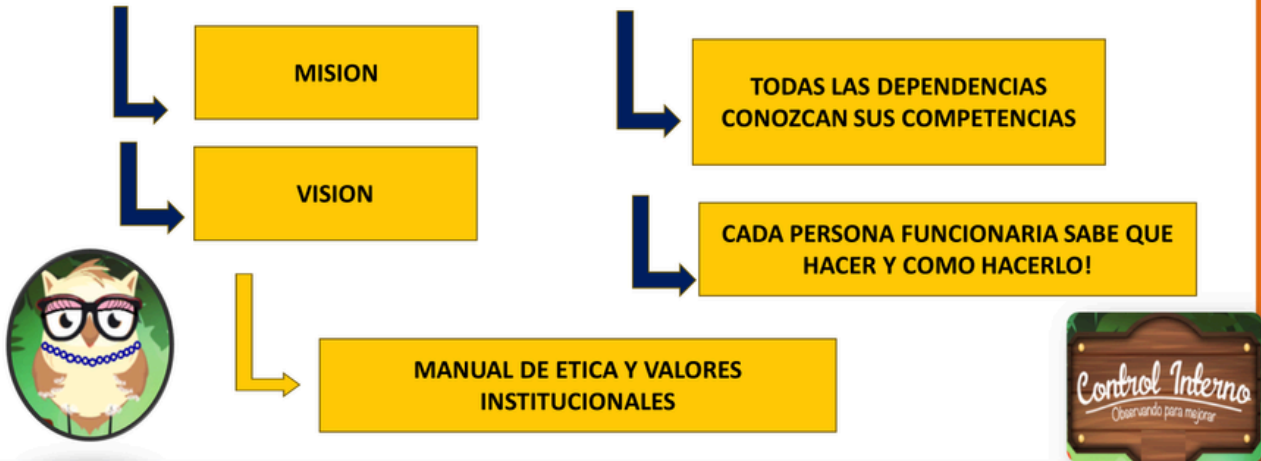 MISION
VISION
MANUAL DE ETICA Y VALORES
INSTITUCIONALES
TODAS LAS DEPENDENCIAS
CONOZCAN SUS COMPETENCIAS
CADA PERSONA FUNCIONARIA SABE QUE
HACER Y COMO HACERLO!
Control Interno
Observando para mejorar